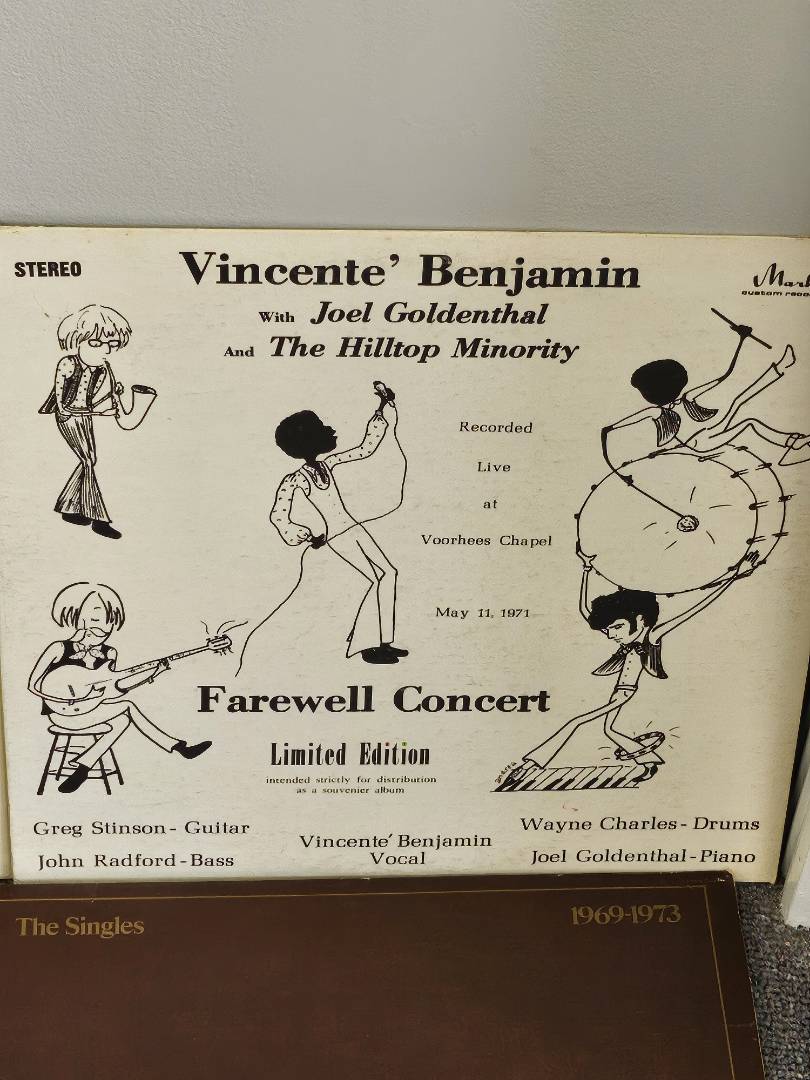 STEREO
Vincente' Benjamin
With Joel Goldenthal
And The Hilltop Minority
Recorded
Live
at
Voorhees Chapel
May 11, 1971
Farewell Concert
Limited Edition
intended strictly for distribution
as a souvenier album
Greg Stinson - Guitar
John Radford - Bass
Vincente' Benjamin
Vocal
Wayne Charles - Drums
Joel Goldenthal - Piano
The Singles
1969-1973